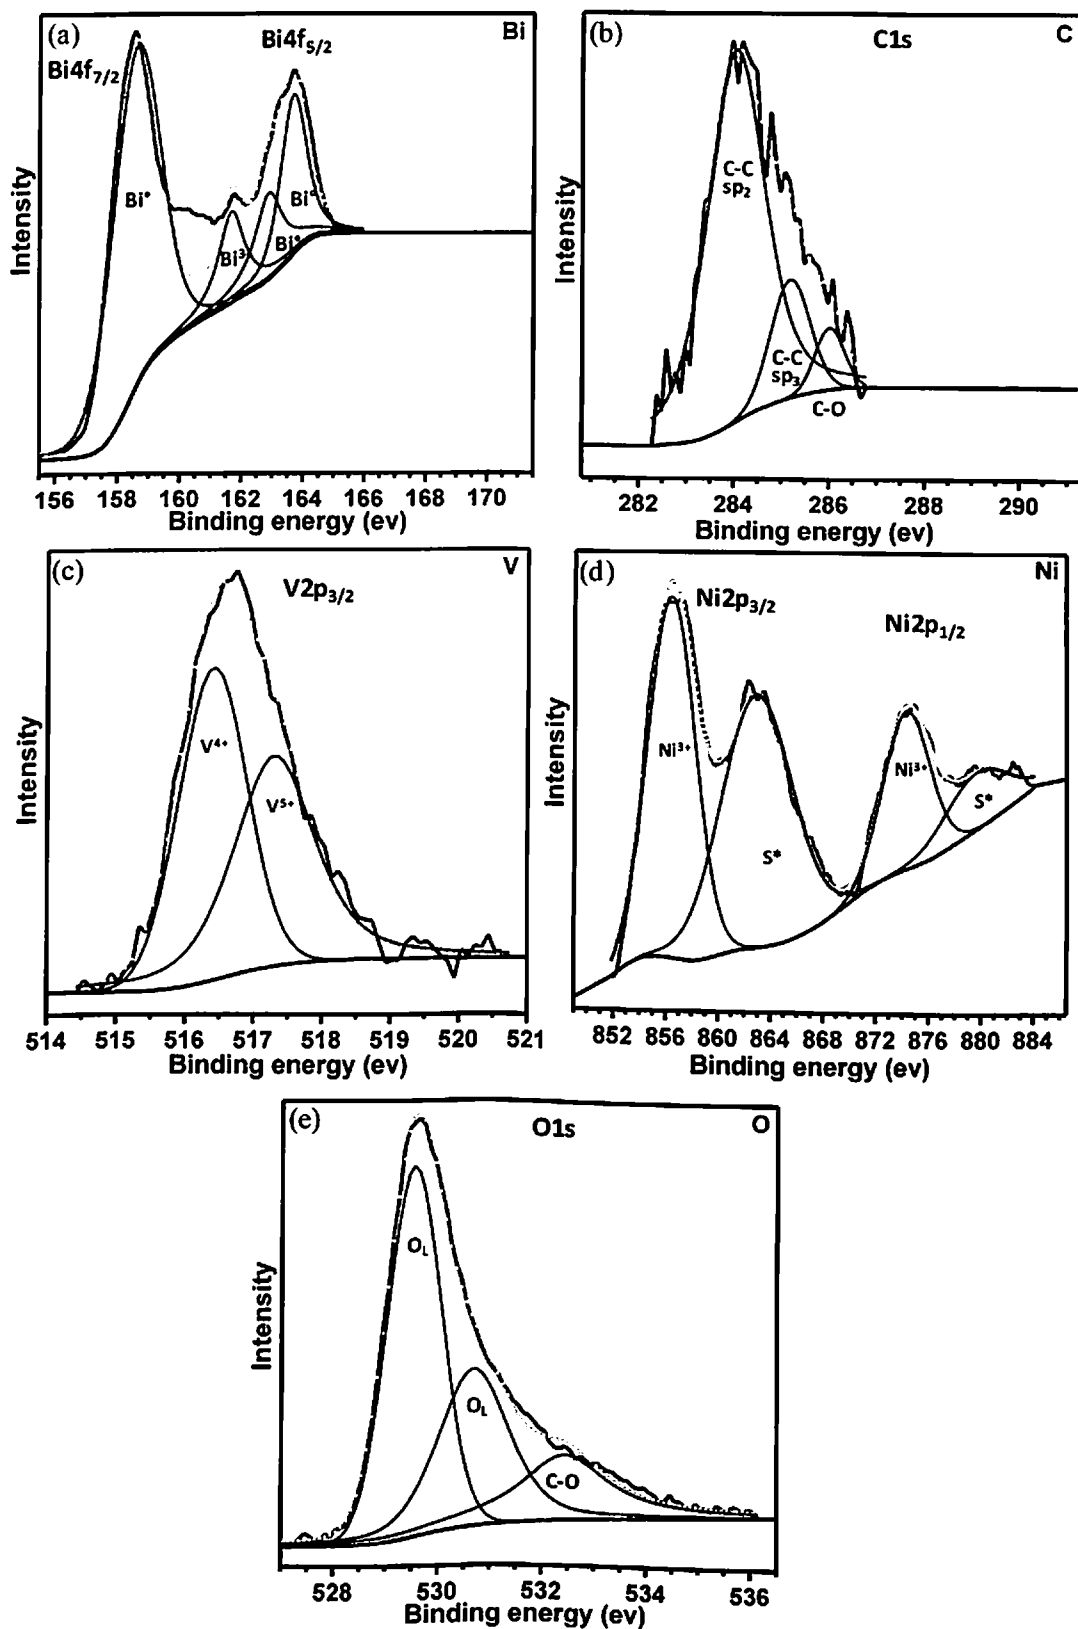 (a) Bi4f5/2 Bi
Bi4f7/2
Bi*
Bi3-
Bi*
Bi*
Intensity
156 158 160 162 164 166 168 170
Binding energy (ev)
(b) C1s C
C-C
sp2
C-C
sp3
C-O
Intensity
282 284 286 288 290
Binding energy (ev)
(c) V
V2p3/2
V4+
V5+
Intensity
514 515 516 517 518 519 520 521
Binding energy (ev)
(d) Ni
Ni2p3/2
Ni2p1/2
Ni3+
S*
Ni3+
S*
Intensity
852 856 860 864 868 872 876 880 884
Binding energy (ev)
(e) O1s O
OL
OL
C-O
Intensity
528 530 532 534 536
Binding energy (ev)